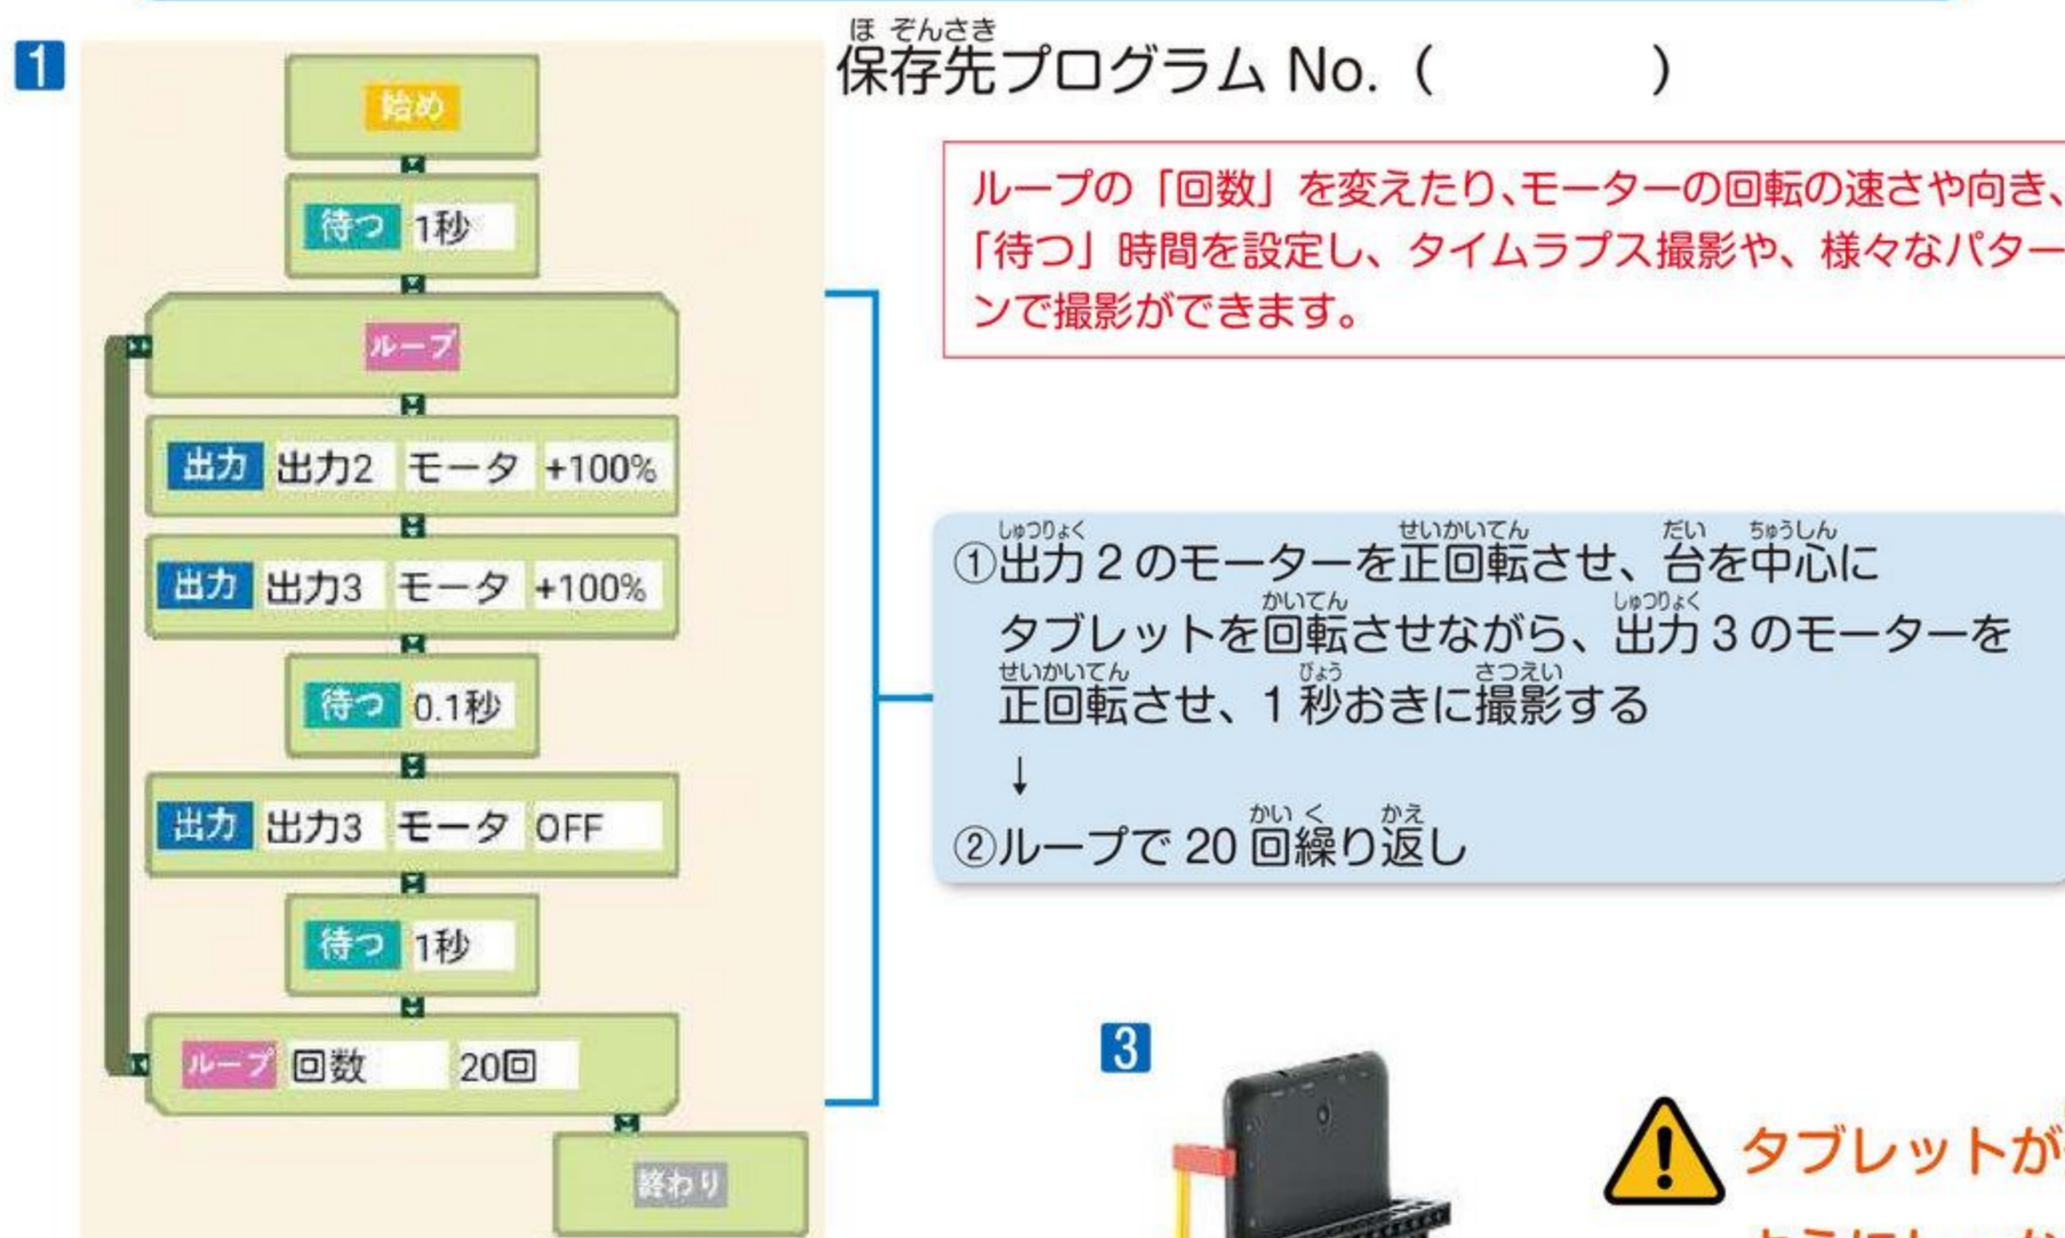 1
保存先プログラム No. (　　　)
ほ ぞんさき
始め
待つ 1秒
ループ
出力 出力2 モータ +100%
出力 出力3 モータ +100%
待つ 0.1秒
出力 出力3 モータ OFF
待つ 1秒
ループ 回数 20回
終わり
ループの「回数」を変えたり、モーターの回転の速さや向き、
「待つ」時間を設定し、タイムラプス撮影や、様々なパター
ンで撮影ができます。
しゅつりょく せいかいてん だい ちゅうしん
①出力2のモーターを正回転させ、台を中心に
かいてん しゅつりょく
タブレットを回転させながら、出力3のモーターを
せいかいてん びょう さつえい
正回転させ、1秒おきに撮影する
↓
かい く かえ
②ループで20回繰り返し
3
タブレットが